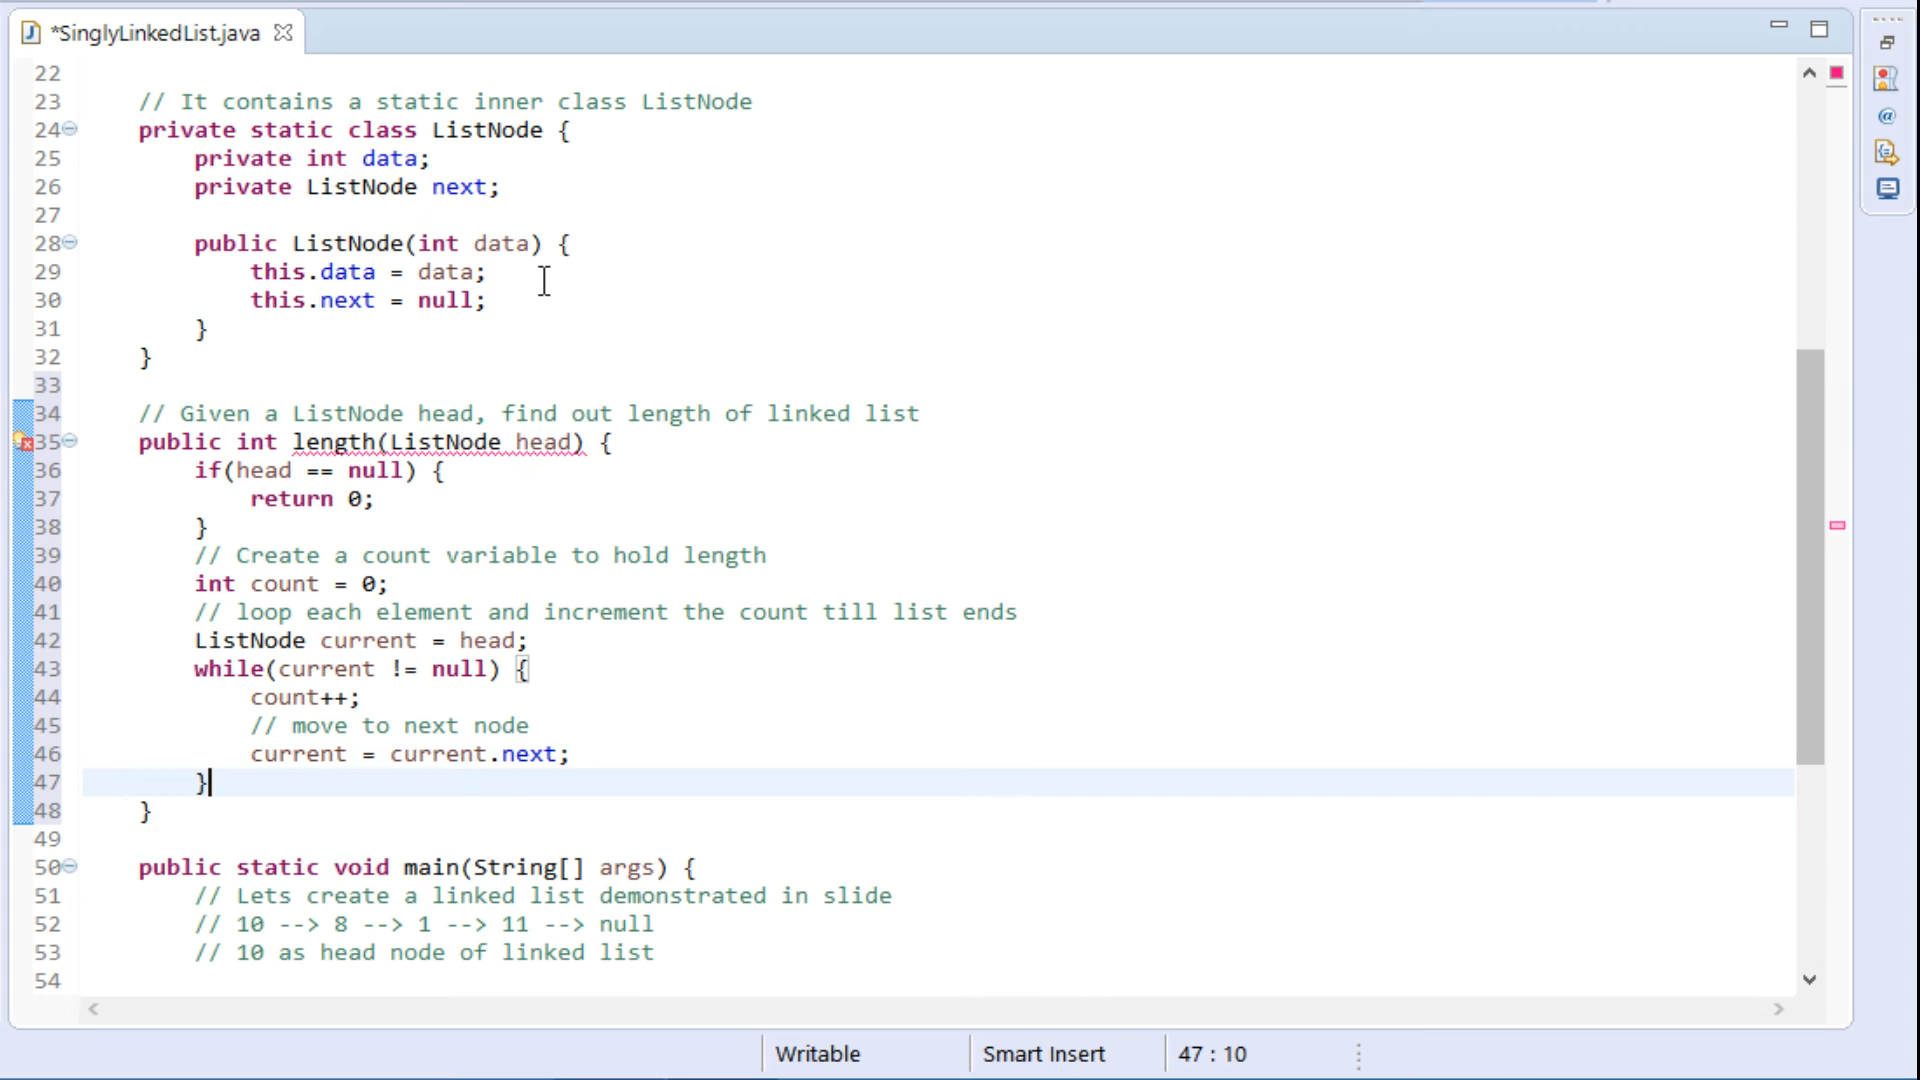 *SinglyLinkedList.java
22
23 // It contains a static inner class ListNode
24 private static class ListNode {
25 private int data;
26 private ListNode next;
27
28 public ListNode(int data) {
29 this.data = data;
30 this.next = null;
31 }
32 }
33
34 // Given a ListNode head, find out length of linked list
35 public int length(ListNode head) {
36 if(head == null) {
37 return 0;
38 }
39 // Create a count variable to hold length
40 int count = 0;
41 // loop each element and increment the count till list ends
42 ListNode current = head;
43 while(current != null) {
44 count++;
45 // move to next node
46 current = current.next;
47 }
48 }
49
50 public static void main(String[] args) {
51 // Lets create a linked list demonstrated in slide
52 // 10 --> 8 --> 1 --> 11 --> null
53 // 10 as head node of linked list
54
Writable Smart Insert 47 : 10